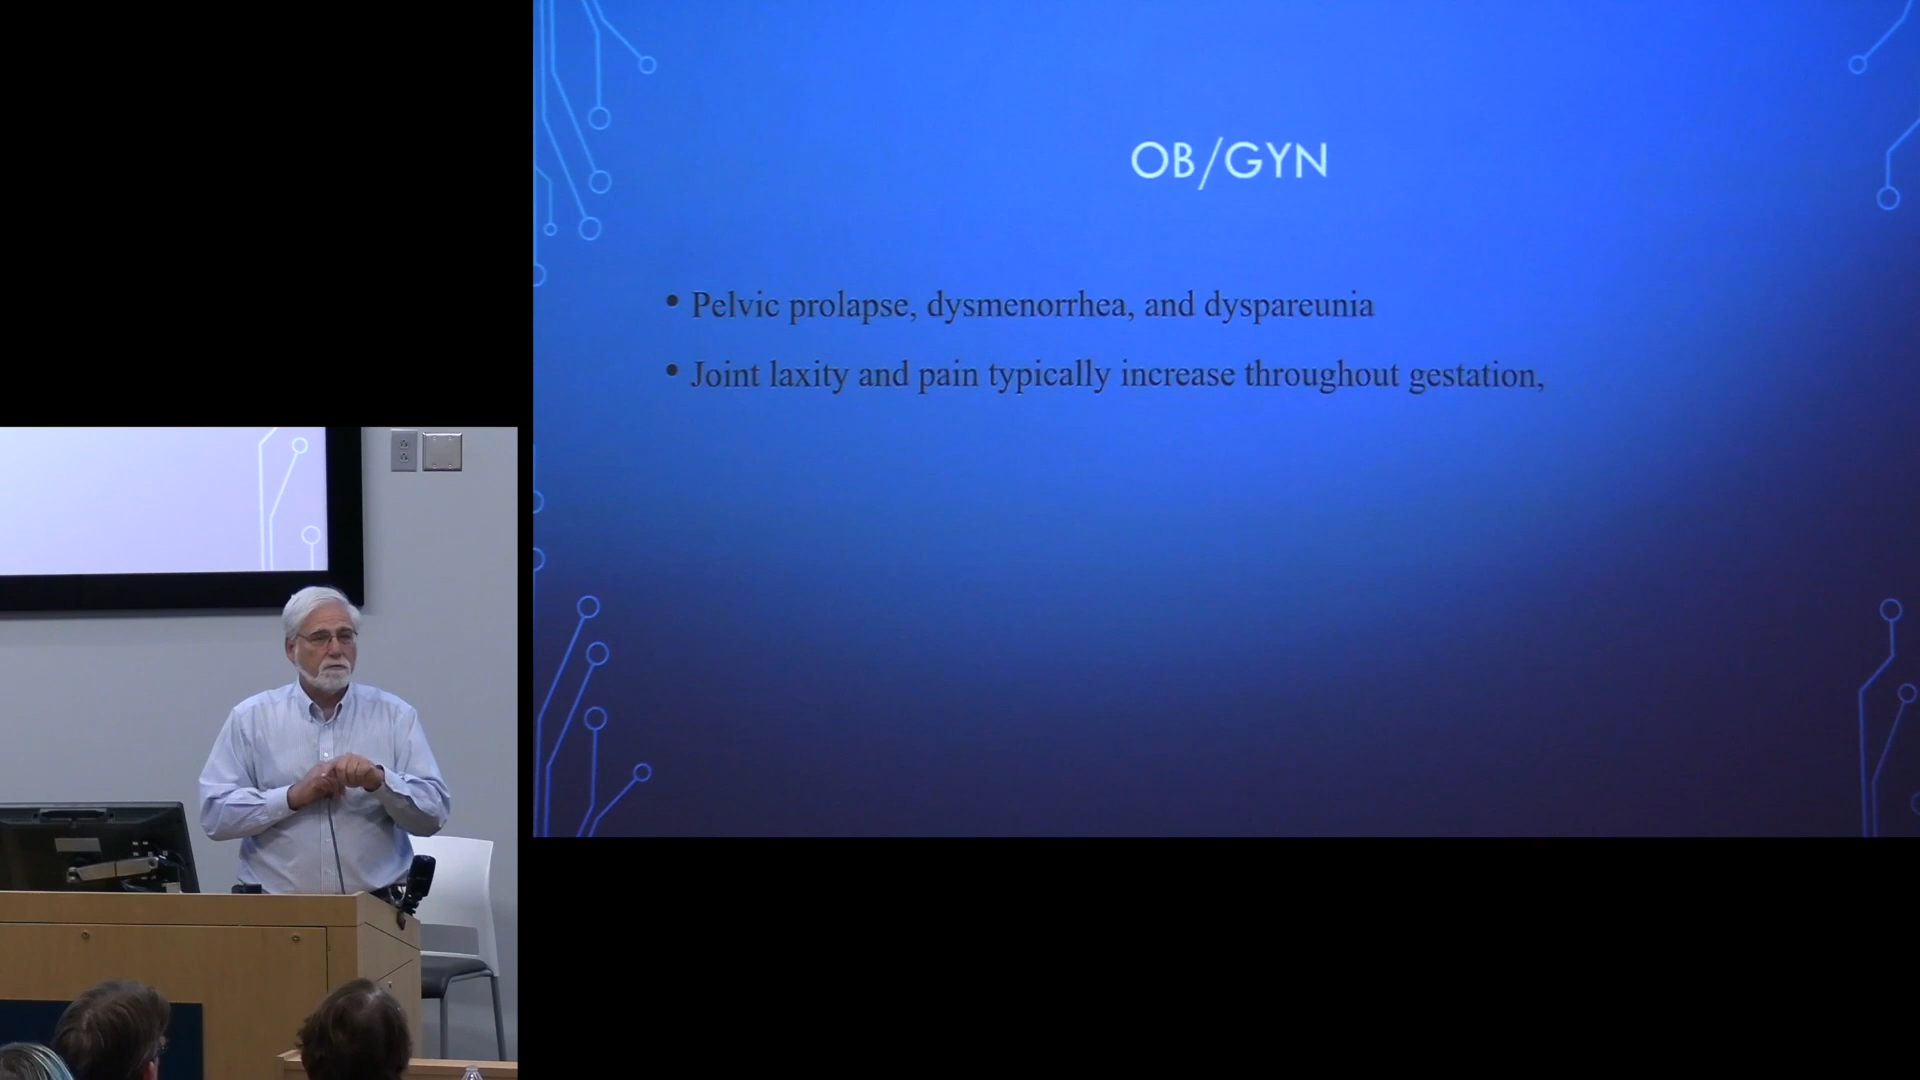 OB/GYN
• Pelvic prolapse, dysmenorrhea, and dyspareunia
• Joint laxity and pain typically increase throughout gestation,